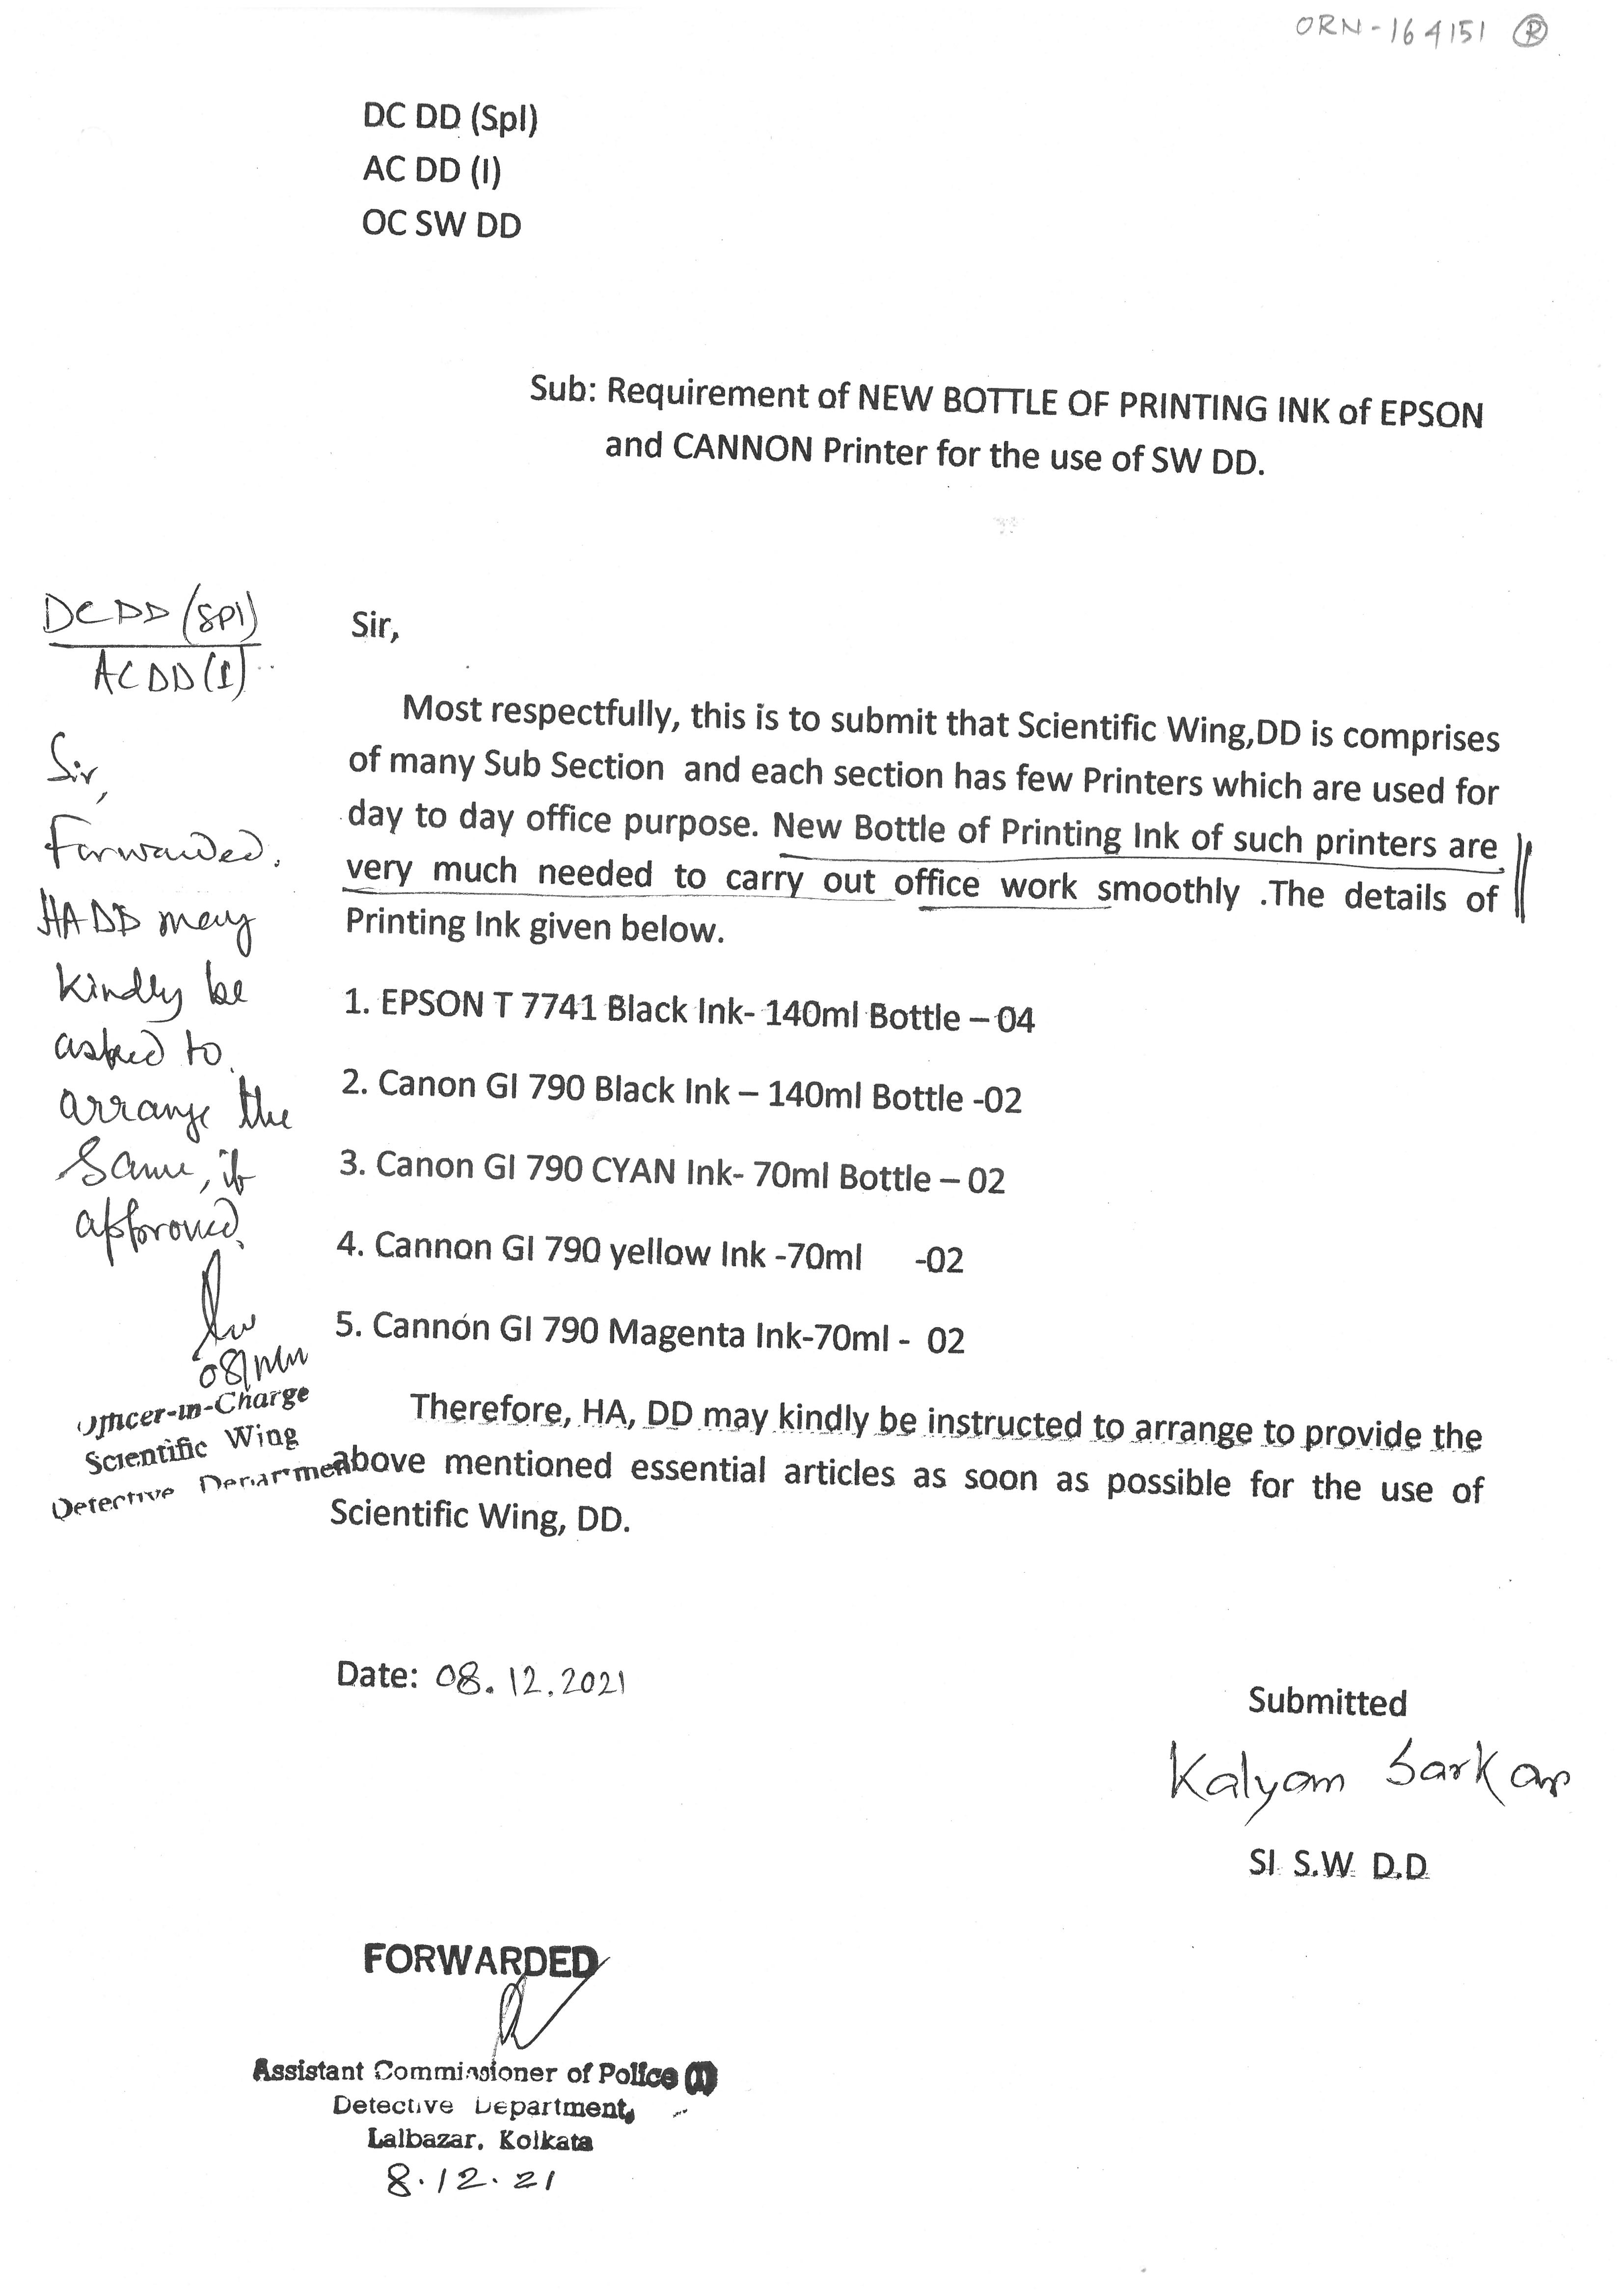 ORN-164151 R
DC DD (Spl)
AC DD (I)
OC SW DD
Sub: Requirement of NEW BOTTLE OF PRINTING INK of EPSON
and CANNON Printer for the use of SW DD.
DCDD (SPl)
ACDD (I)
Sir,
Forwarded.
HADD may
kindly be
asked to
arrange the
same, if
approved.
08/
Officer-in-Charge
Scientific Wing
Detective Department
Sir,
Most respectfully, this is to submit that Scientific Wing,DD is comprises
of many Sub Section and each section has few Printers which are used for
day to day office purpose. New Bottle of Printing Ink of such printers are
very much needed to carry out office work smoothly .The details of
Printing Ink given below.
1. EPSON T 7741 Black Ink- 140ml Bottle – 04
2. Canon GI 790 Black Ink – 140ml Bottle -02
3. Canon GI 790 CYAN Ink- 70ml Bottle – 02
4. Cannon GI 790 yellow Ink -70ml -02
5. Cannon GI 790 Magenta Ink-70ml - 02
Therefore, HA, DD may kindly be instructed to arrange to provide the
above mentioned essential articles as soon as possible for the use of
Scientific Wing, DD.
Date: 08.12.2021
Submitted
Kalyan Sarkar
SI S.W D.D
FORWARDED
Assistant Commissioner of Police (I)
Detective Department,
Lalbazar, Kolkata
8.12.21